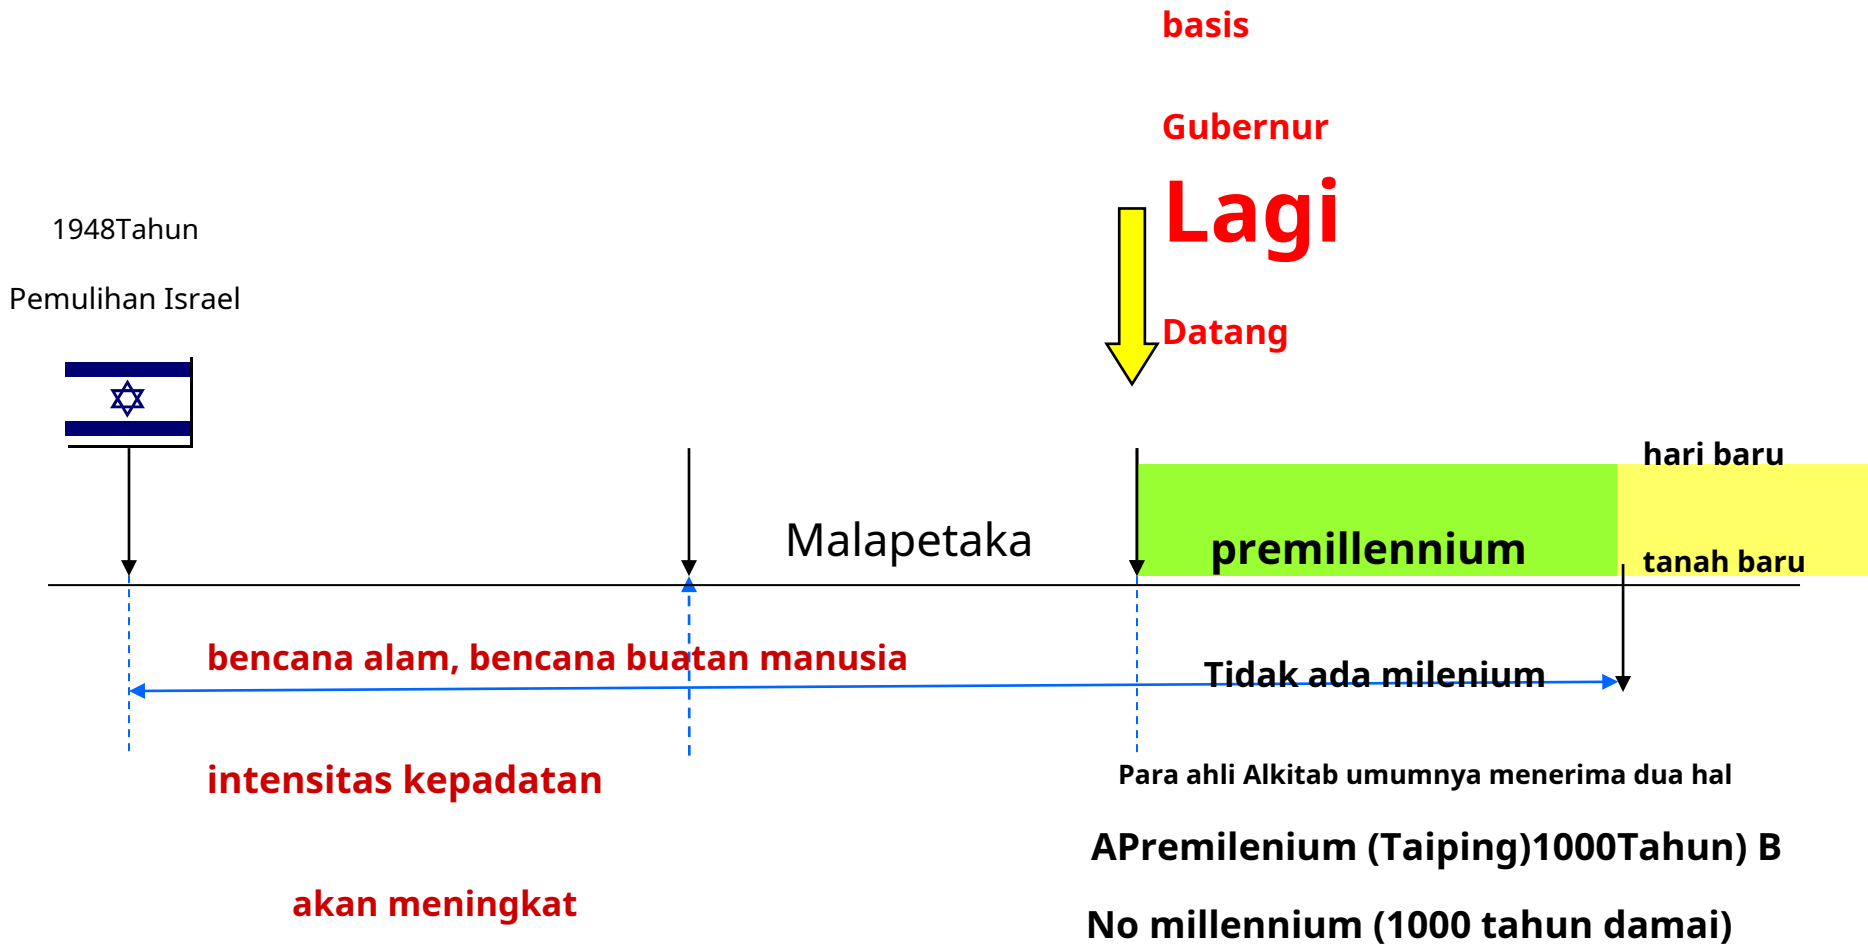 basis
Gubernur
Lagi
Datang
1948Tahun
Pemulihan Israel
hari baru
tanah baru
Malapetaka
premillennium
bencana alam, bencana buatan manusia
intensitas kepadatan
akan meningkat
Tidak ada milenium
Para ahli Alkitab umumnya menerima dua hal
APremilenium (Taiping)1000Tahun) B
No millennium (1000 tahun damai)